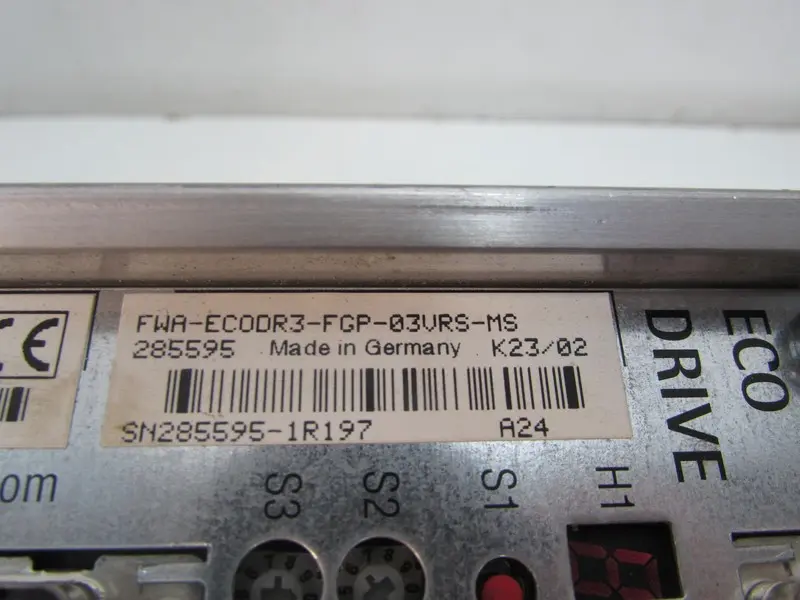 FWA-ECODR3-FGP-03VRS-MS
285595 Made in Germany K23/02
SN285595-1R197 A24
CE
ECO
DRIVE
om
S3 S2 S1 H1